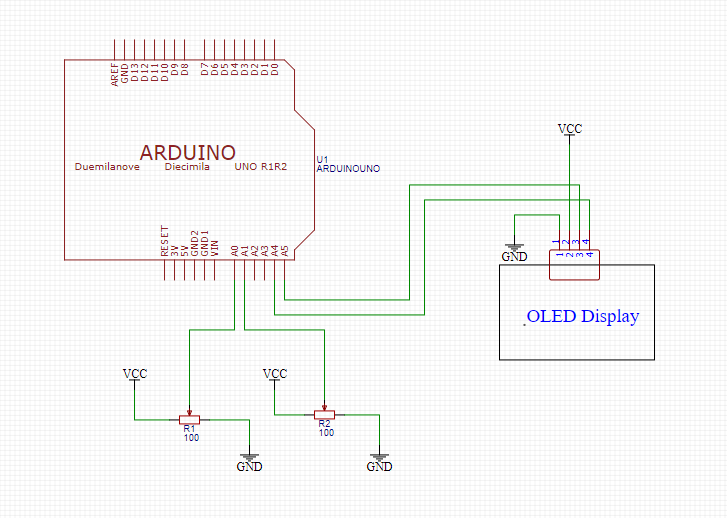 AREF
GND
D13
D12
D11
D10
D9
D8
D7
D6
D5
D4
D3
D2
D1
D0
ARDUINO
Duemilanove Diecimila UNO R1R2
U1
ARDUINOUNO
RESET
3V
5V
GND2
GND1
VIN
A0
A1
A2
A3
A4
A5
VCC
1 2 3 4
1 2 3 4
GND
OLED Display
VCC
R1
100
GND
VCC
R2
100
GND